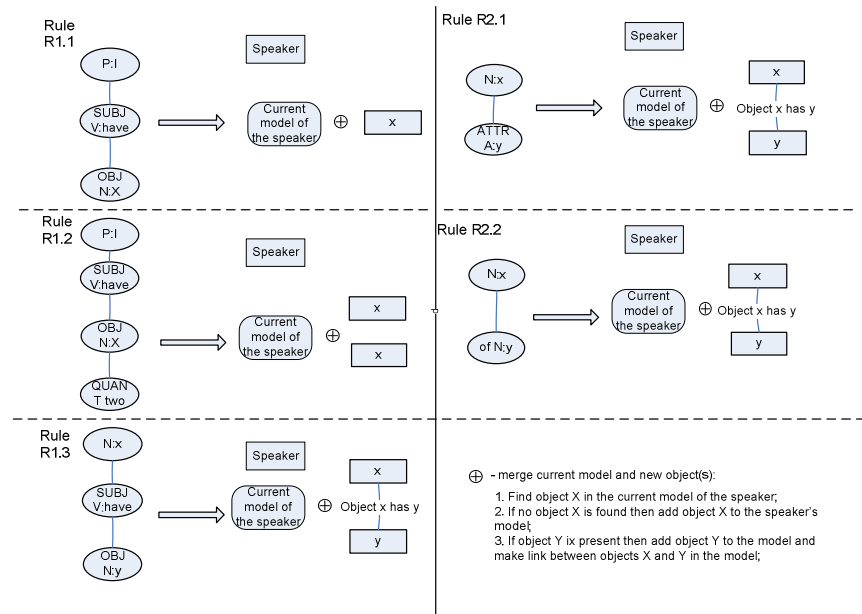 Rule
R1.1
P:I
SUBJ
V:have
OBJ
N:X
Speaker
Current
model of
the speaker
x
Rule R2.1
N:x
ATTR
A:y
Speaker
Current
model of
the speaker
x
Object x has y
y
Rule
R1.2
P:I
SUBJ
V:have
OBJ
N:X
QUAN
T two
Speaker
Current
model of
the speaker
x
x
Rule R2.2
N:x
of N:y
Speaker
Current
model of
the speaker
x
Object x has y
y
Rule
R1.3
N:x
SUBJ
V:have
OBJ
N:y
Speaker
Current
model of
the speaker
x
Object x has y
y
- merge current model and new object(s):
1. Find object X in the current model of the speaker;
2. If no object X is found then add object X to the speaker's
model;
3. If object Y ix present then add object Y to the model and
make link between objects X and Y in the model;